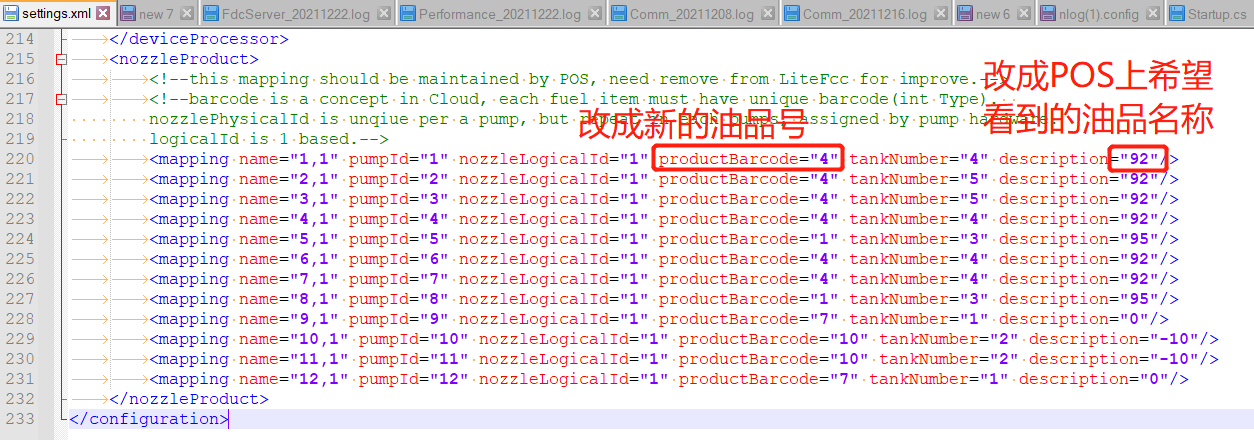 settings.xml new 7 FdcServer_20211222.log Performance_20211222.log Comm_20211208.log Comm_20211216.log new 6 nlog(1).config Startup.cs
214 </deviceProcessor>
215 <nozzleProduct>
216 <!--this mapping should be maintained by POS, need remove from LiteFcc for improve.-
改成POS上希望
217 <!--barcode is a concept in Cloud, each fuel item must have unique barcode(int Type).
看到的油品名称
218 nozzlePhysicalId is unqiue per a pump, but repeat in each pumps, assigned by pump
改成新的油品号
219 logicalId is 1 based.-->
220 <mapping name="1,1" pumpId="1" nozzleLogicalId="1" productBarcode="4" tankNumber="4" description="92"/>
221 <mapping name="2,1" pumpId="2" nozzleLogicalId="1" productBarcode="4" tankNumber="5" description="92"/>
222 <mapping name="3,1" pumpId="3" nozzleLogicalId="1" productBarcode="4" tankNumber="5" description="92"/>
223 <mapping name="4,1" pumpId="4" nozzleLogicalId="1" productBarcode="4" tankNumber="4" description="92"/>
224 <mapping name="5,1" pumpId="5" nozzleLogicalId="1" productBarcode="1" tankNumber="3" description="95"/>
225 <mapping name="6,1" pumpId="6" nozzleLogicalId="1" productBarcode="4" tankNumber="4" description="92"/>
226 <mapping name="7,1" pumpId="7" nozzleLogicalId="1" productBarcode="4" tankNumber="4" description="92"/>
227 <mapping name="8,1" pumpId="8" nozzleLogicalId="1" productBarcode="1" tankNumber="3" description="95"/>
228 <mapping name="9,1" pumpId="9" nozzleLogicalId="1" productBarcode="7" tankNumber="1" description="0"/>
229 <mapping name="10,1" pumpId="10" nozzleLogicalId="1" productBarcode="10" tankNumber="2" description="-10"/>
230 <mapping name="11,1" pumpId="11" nozzleLogicalId="1" productBarcode="10" tankNumber="2" description="-10"/>
231 <mapping name="12,1" pumpId="12" nozzleLogicalId="1" productBarcode="7" tankNumber="1" description="0"/>
232 </nozzleProduct>
233 </configuration>